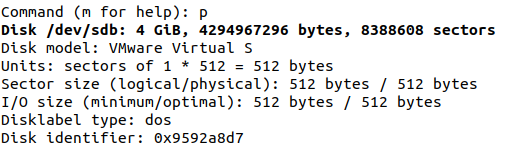 Command (m for help): p
Disk /dev/sdb: 4 GiB, 4294967296 bytes, 8388608 sectors
Disk model: VMware Virtual S
Units: sectors of 1 * 512 = 512 bytes
Sector size (logical/physical): 512 bytes / 512 bytes
I/O size (minimum/optimal): 512 bytes / 512 bytes
Disklabel type: dos
Disk identifier: 0x9592a8d7